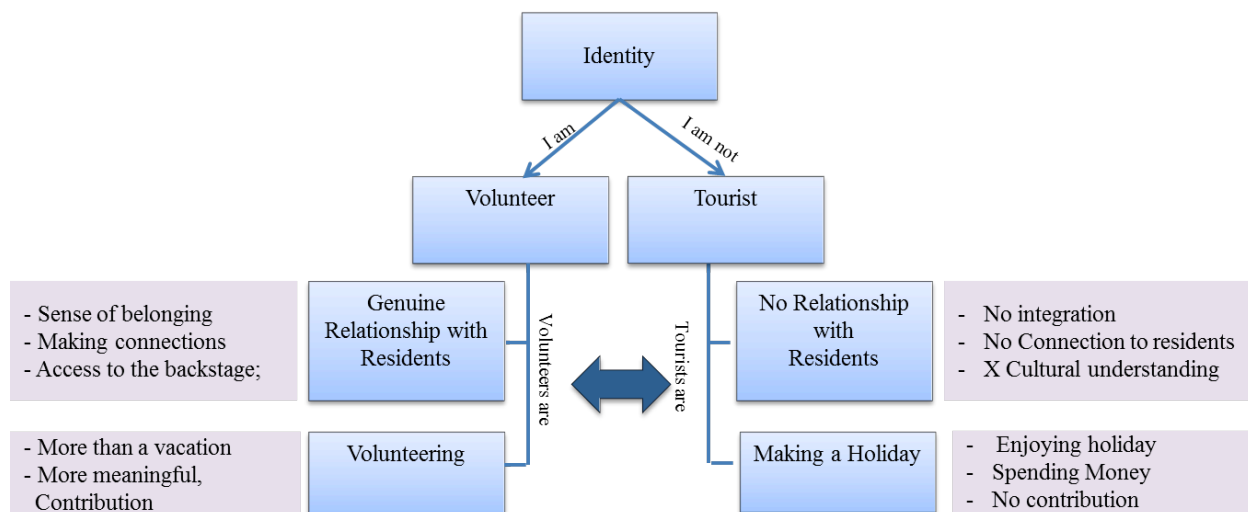 Identity
I am
I am not
Volunteer
Tourist
- Sense of belonging
- Making connections
- Access to the backstage;
Genuine
Relationship with
Residents
Volunteers are
Tourists are
No Relationship
with
Residents
- No integration
- No Connection to residents
- X Cultural understanding
- More than a vacation
- More meaningful,
Contribution
Volunteering
Making a Holiday
- Enjoying holiday
- Spending Money
- No contribution